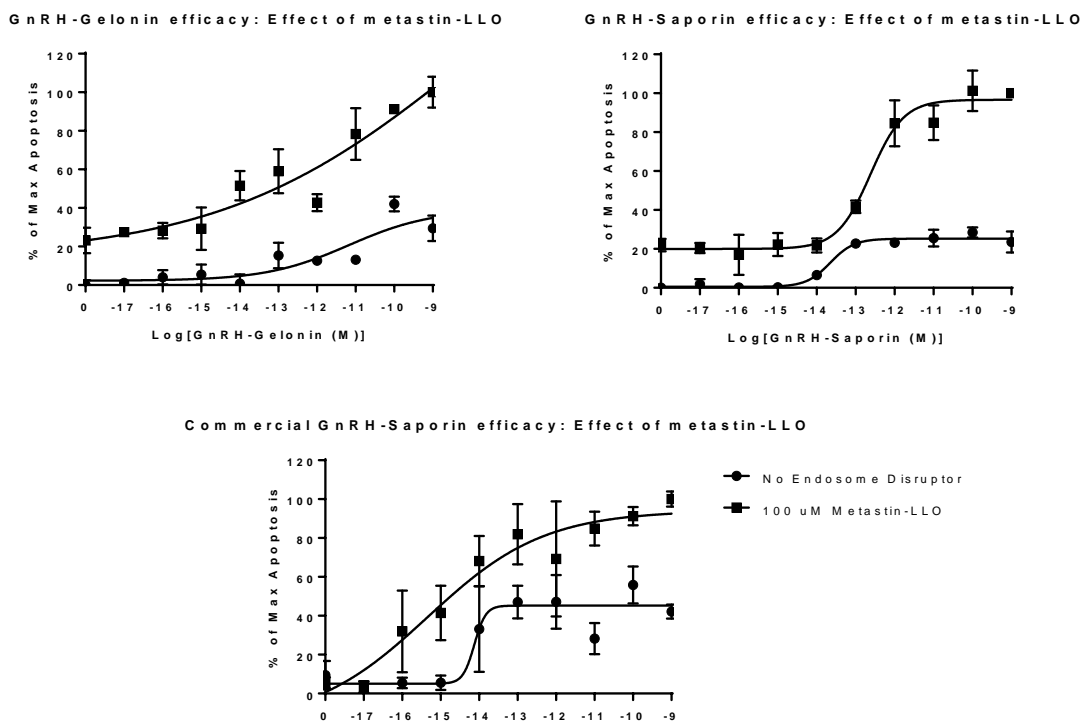 GnRH-Gelonin efficacy: Effect of metastin-LLO
120
100
80
60
40
20
0
% of Max Apoptosis
0 -17 -16 -15 -14 -13 -12 -11 -10 -9
Log[GnRH-Gelonin (M)]
GnRH-Saporin efficacy: Effect of metastin-LLO
120
100
80
60
40
20
0
% of Max Apoptosis
0 -17 -16 -15 -14 -13 -12 -11 -10 -9
Log[GnRH-Saporin (M)]
Commercial GnRH-Saporin efficacy: Effect of metastin-LLO
120
100
80
60
40
20
0
% of Max Apoptosis
0 -17 -16 -15 -14 -13 -12 -11 -10 -9
No Endosome Disruptor
100 uM Metastin-LLO